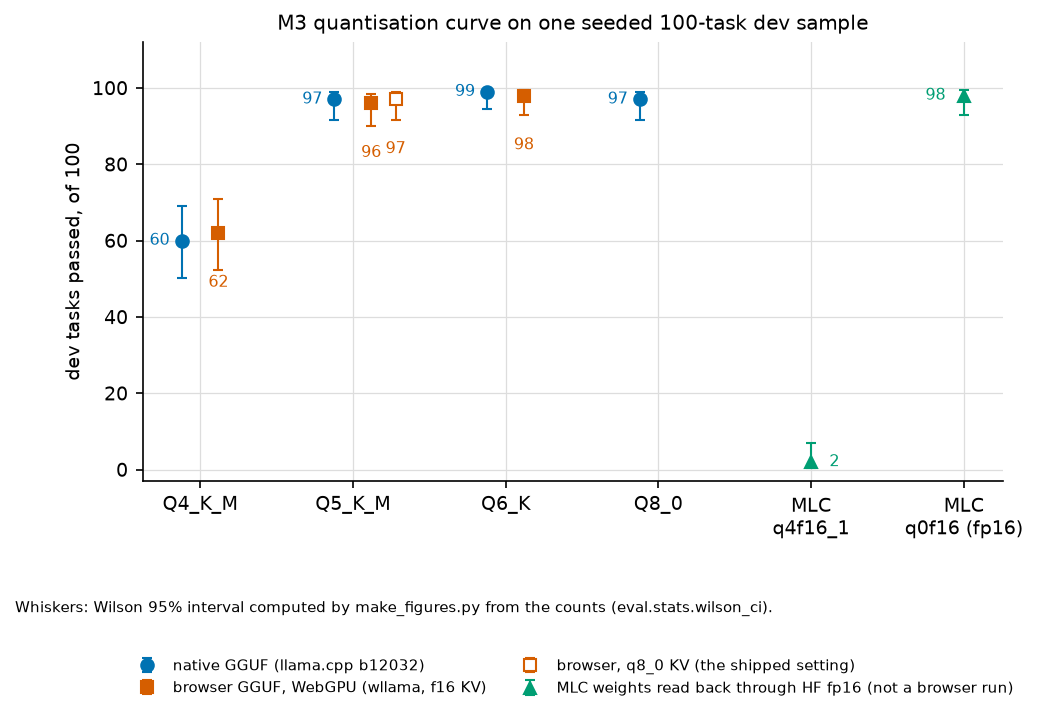 M3 quantisation curve on one seeded 100-task dev sample
dev tasks passed, of 100
100
80
60
40
20
0
60
62
97
96
97
99
98
97
2
98
Q4_K_M
Q5_K_M
Q6_K
Q8_0
MLC
q4f16_1
MLC
q0f16 (fp16)
Whiskers: Wilson 95% interval computed by make_figures.py from the counts (eval.stats.wilson_ci).
native GGUF (llama.cpp b12032)
browser GGUF, WebGPU (wllama, f16 KV)
browser, q8_0 KV (the shipped setting)
MLC weights read back through HF fp16 (not a browser run)